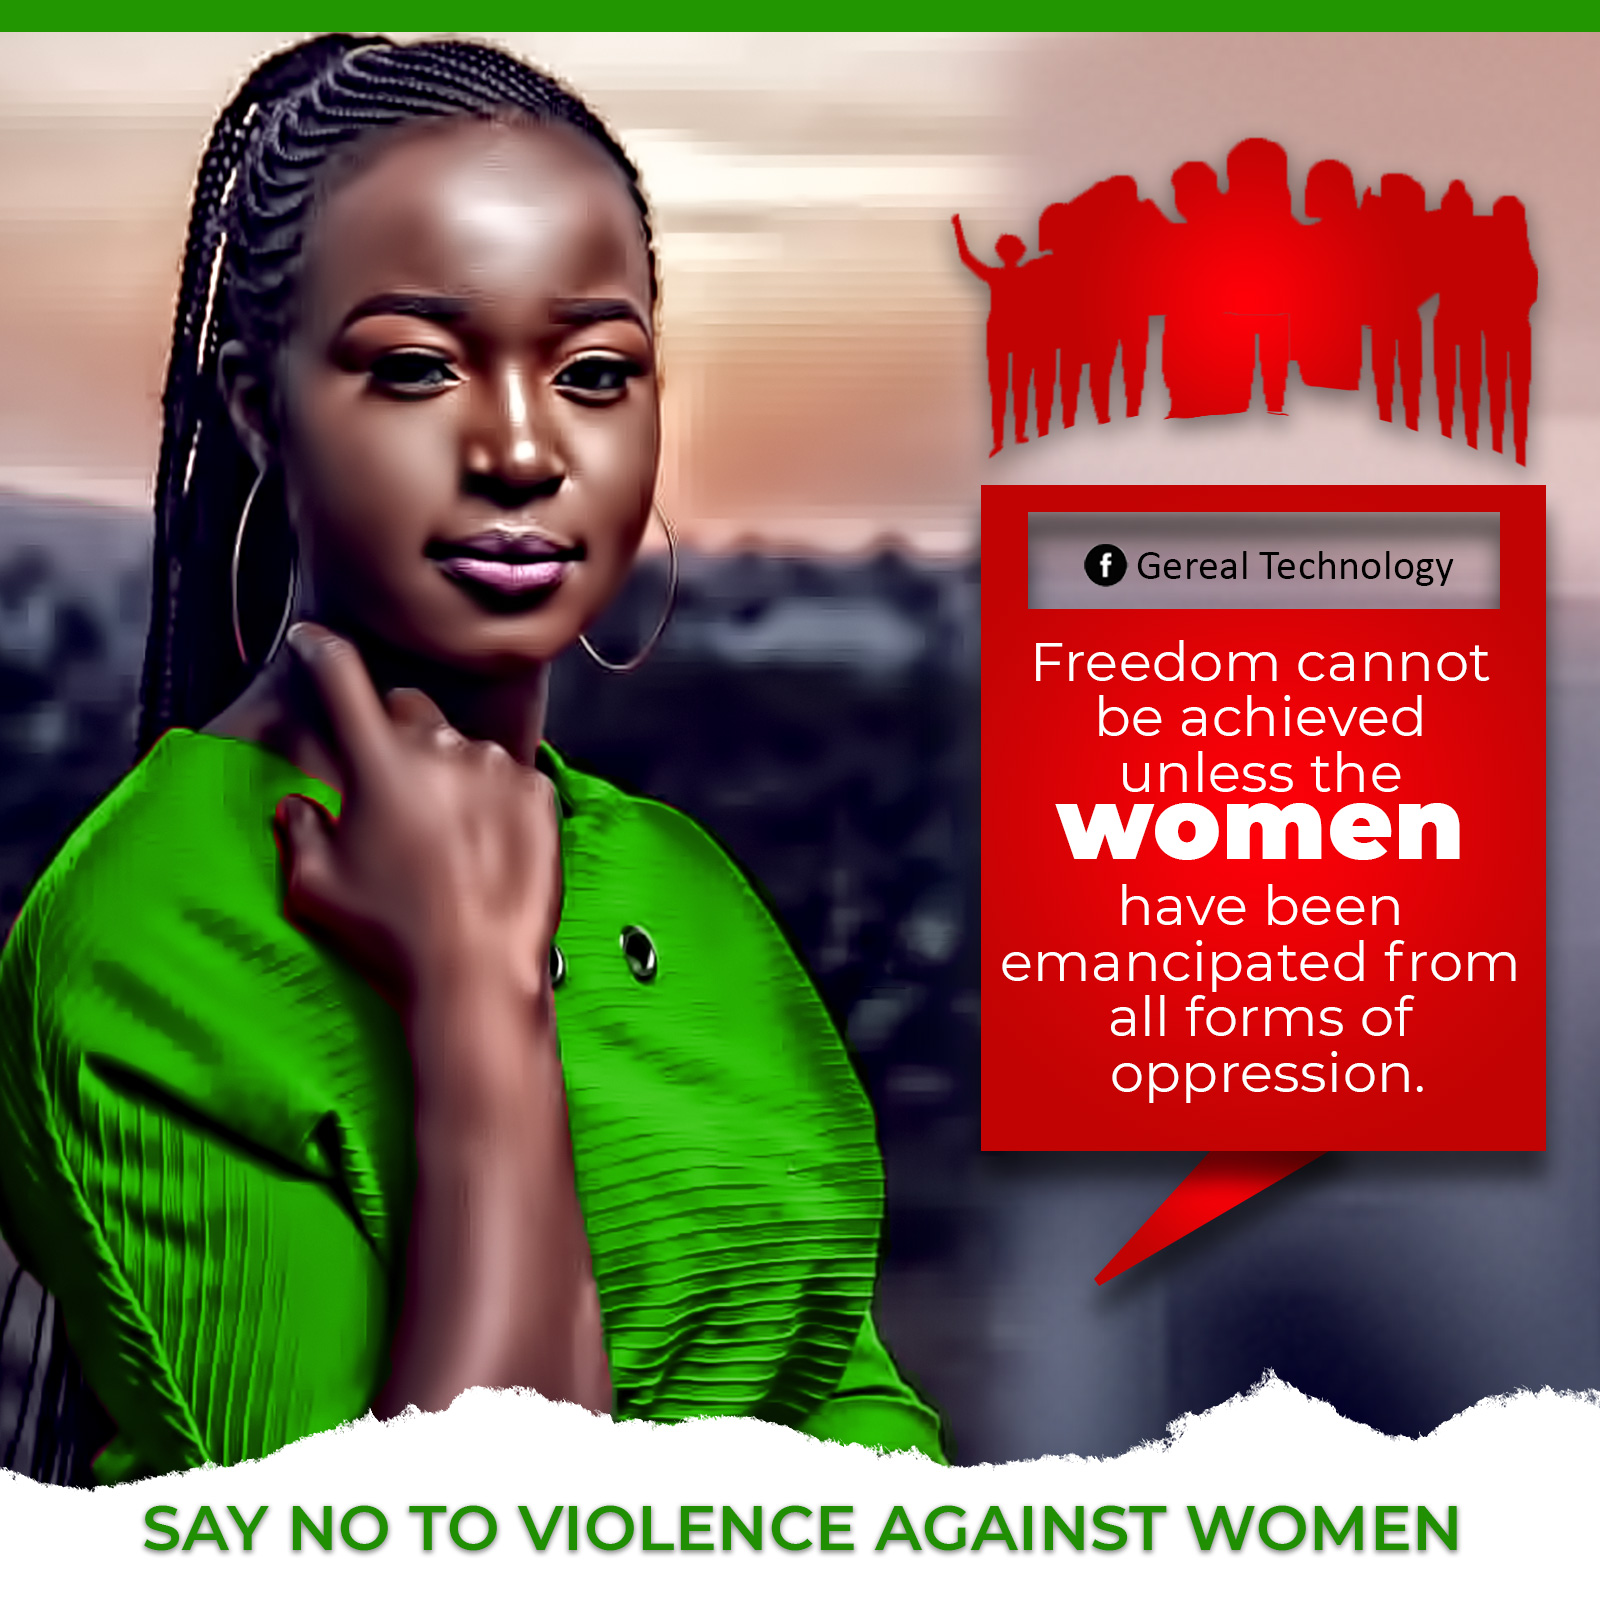 Gereal Technology
Freedom cannot
be achieved
unless the
women
have been
emancipated from
all forms of
oppression.
SAY NO TO VIOLENCE AGAINST WOMEN